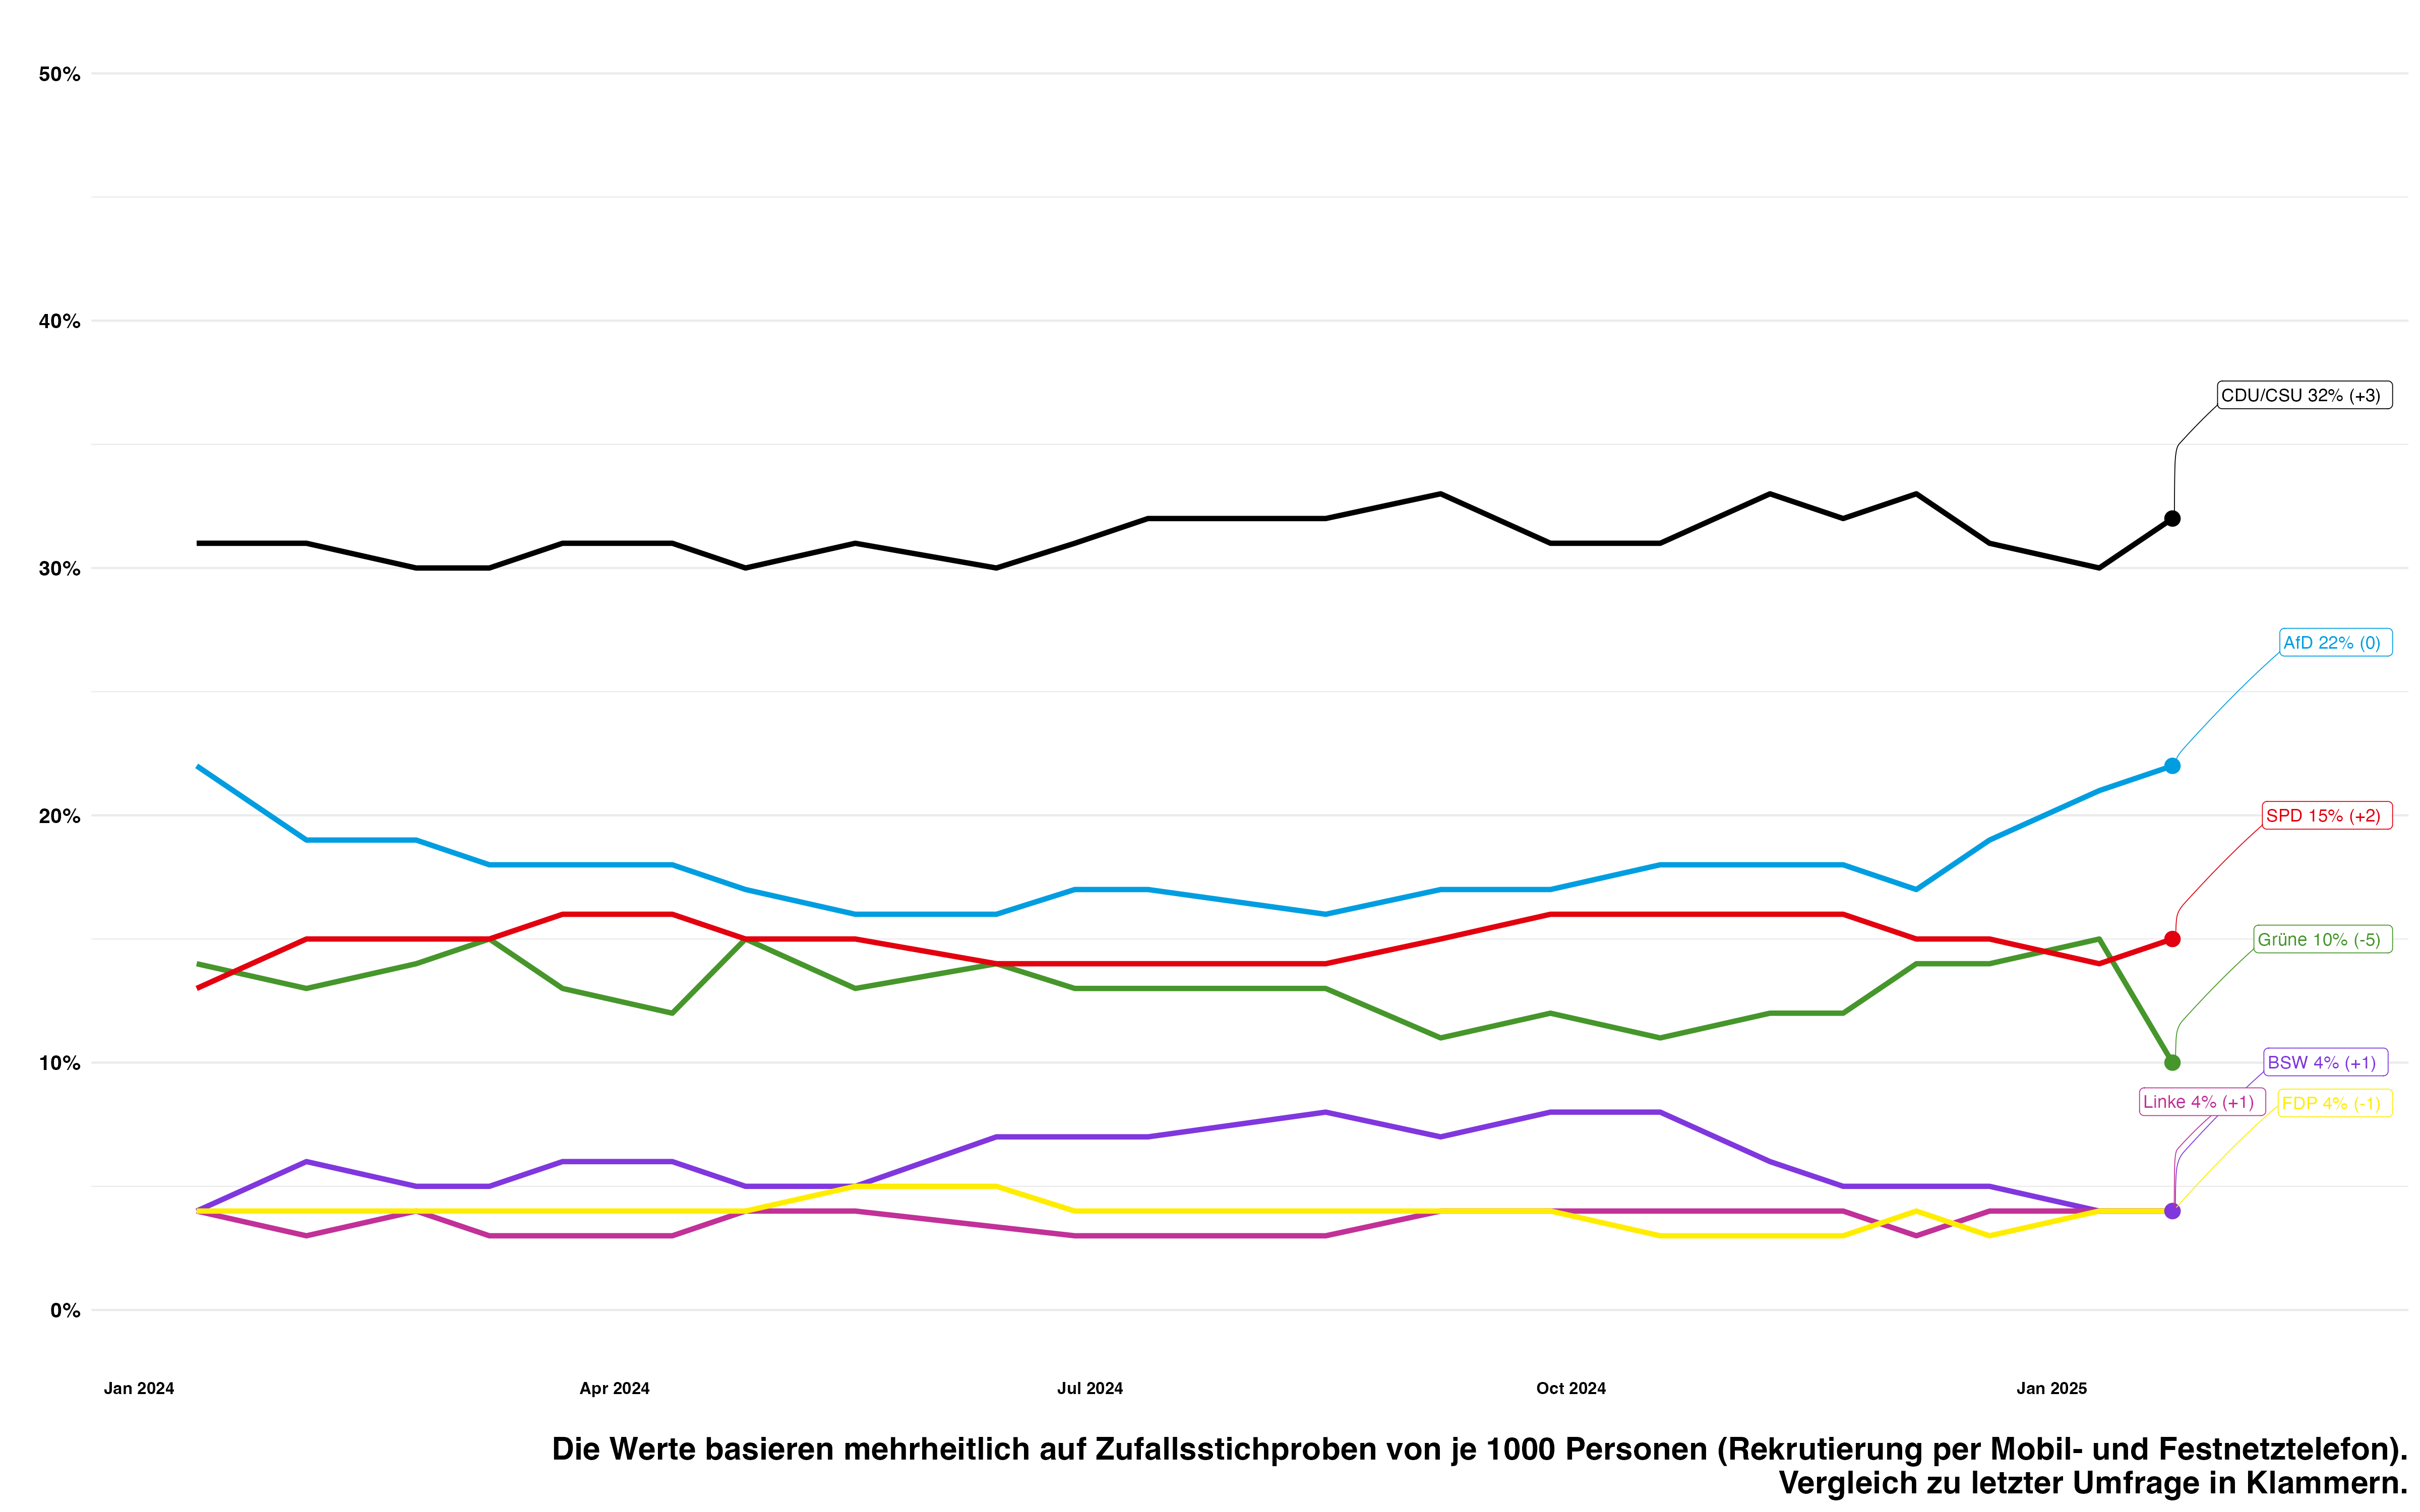 50%
40%
30%
20%
10%
0%
CDU/CSU 32% (+3)
AfD 22% (0)
SPD 15% (+2)
Grüne 10% (-5)
BSW 4% (+1)
Linke 4% (+1)
FDP 4% (-1)
Jan 2024
Apr 2024
Jul 2024
Oct 2024
Jan 2025
Die Werte basieren mehrheitlich auf Zufallsstichproben von je 1000 Personen (Rekrutierung per Mobil- und Festnetztelefon).
Vergleich zu letzter Umfrage in Klammern.